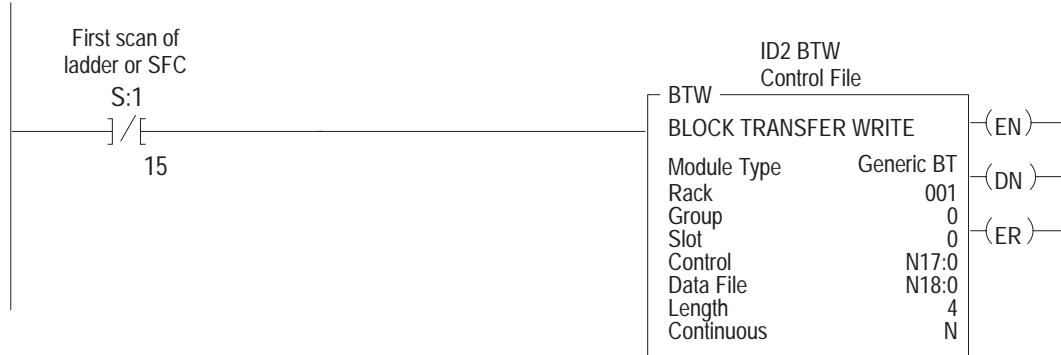 First scan of
ladder or SFC
S:1
15
ID2 BTW
Control File
BTW
BLOCK TRANSFER WRITE
Module Type Generic BT
Rack 001
Group 0
Slot 0
Control N17:0
Data File N18:0
Length 4
Continuous N
EN
DN
ER